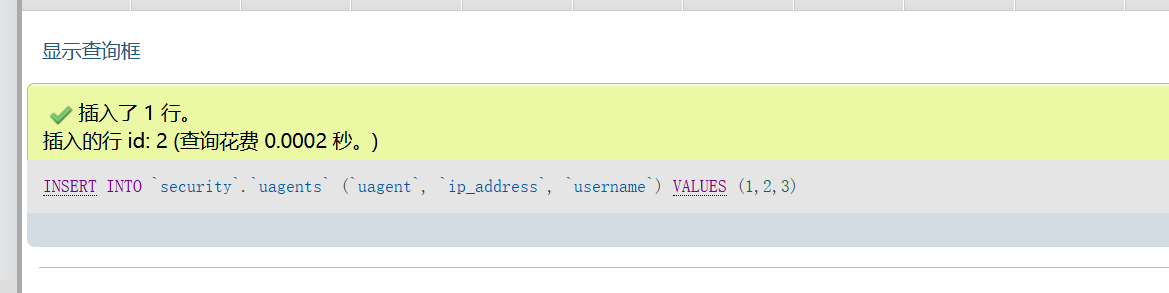 显示查询框
插入了 1 行。
插入的行 id: 2 (查询花费 0.0002 秒。)
INSERT INTO `security`.`uagents` (`uagent`, `ip_address`, `username`) VALUES (1,2,3)